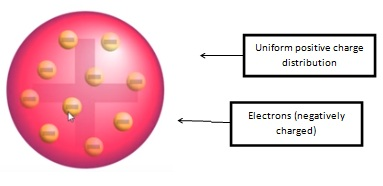 Uniform positive charge
distribution
Electrons (negatively
charged)